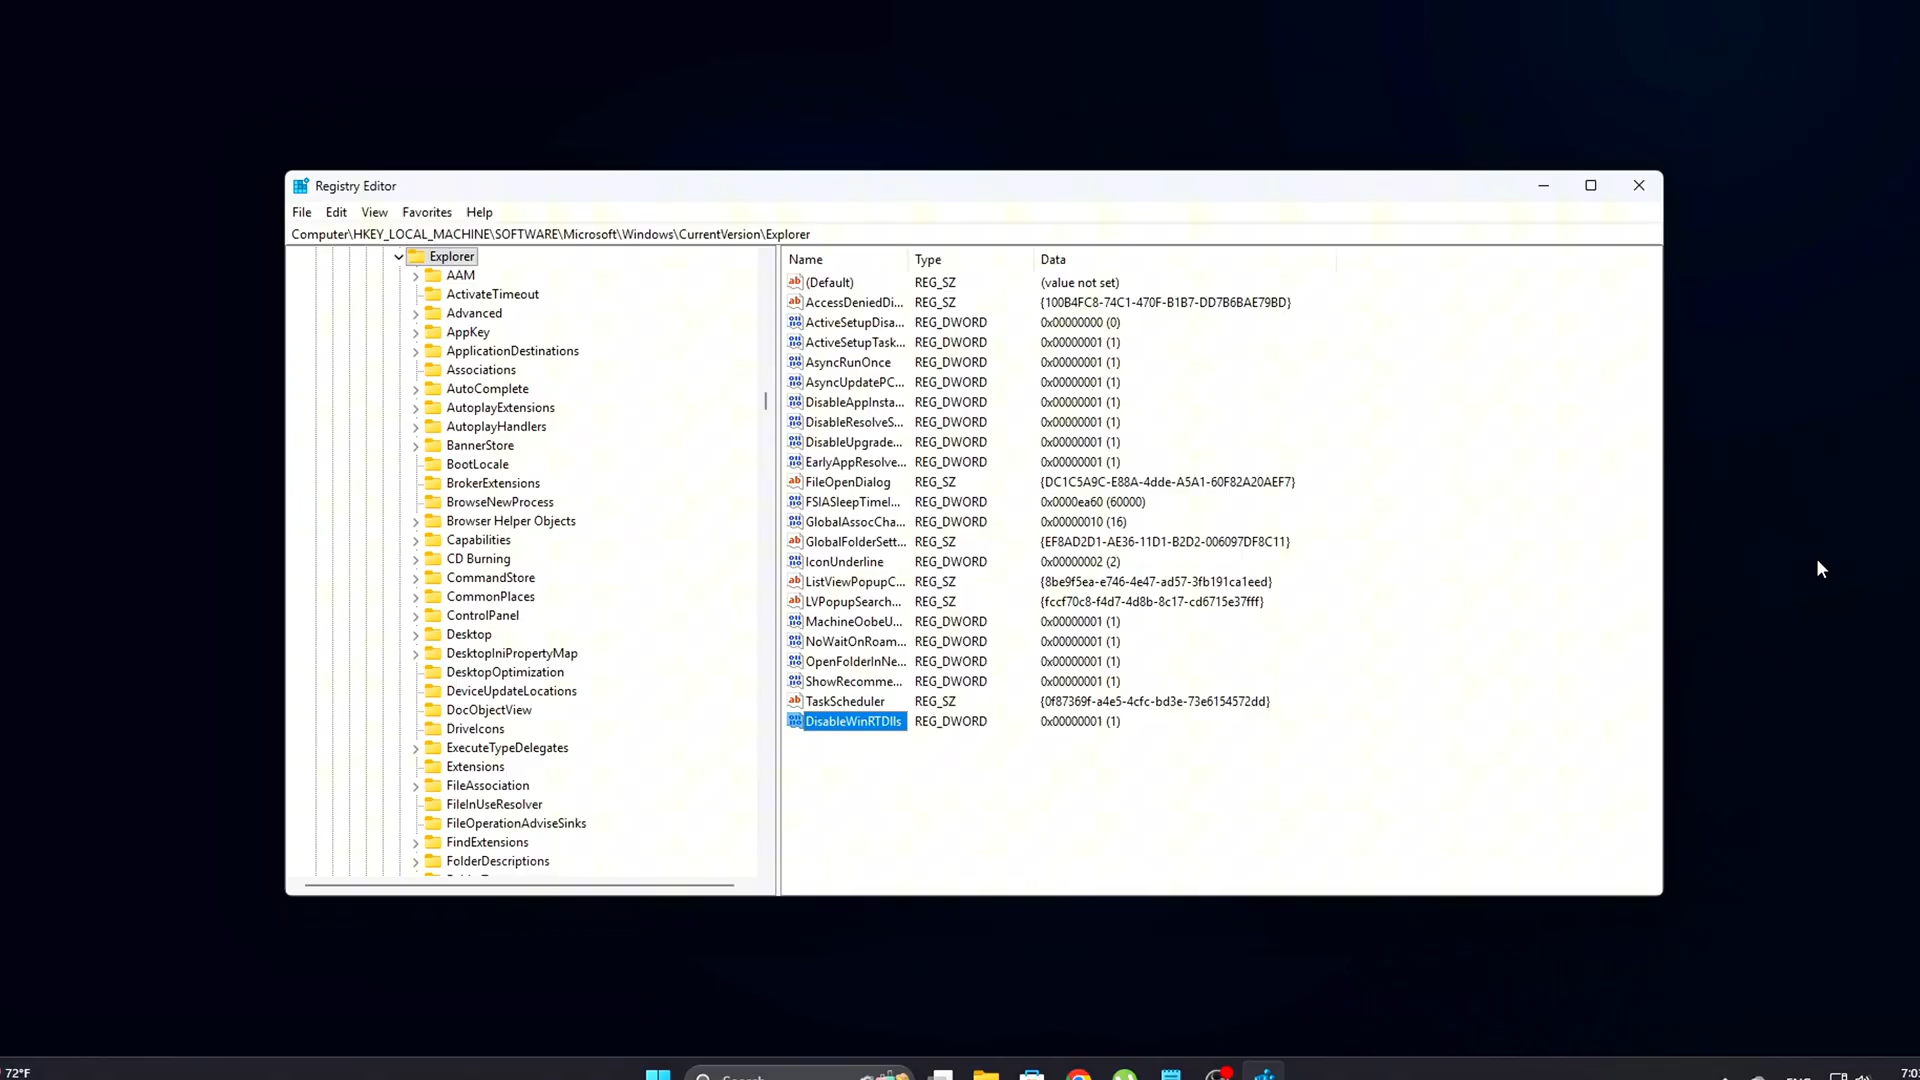 Registry Editor
File Edit View Favorites Help
Computer\HKEY_LOCAL_MACHINE\SOFTWARE\Microsoft\Windows\CurrentVersion\Explorer
Explorer
AAM
ActivateTimeout
Advanced
AppKey
ApplicationDestinations
Associations
AutoComplete
AutoplayExtensions
AutoplayHandlers
BannerStore
BootLocale
BrokerExtensions
BrowseNewProcess
Browser Helper Objects
Capabilities
CD Burning
CommandStore
CommonPlaces
ControlPanel
Desktop
DesktopIniPropertyMap
DesktopOptimization
DeviceUpdateLocations
DocObjectView
DriveIcons
ExecuteTypeDelegates
Extensions
FileAssociation
FileInUseResolver
FileOperationAdviseSinks
FindExtensions
FolderDescriptions
Name Type Data
(Default) REG_SZ (value not set)
AccessDeniedDi... REG_SZ {100B4FC8-74C1-470F-B1B7-DD7B6BAE79BD}
ActiveSetupDisa... REG_DWORD 0x00000000 (0)
ActiveSetupTask... REG_DWORD 0x00000001 (1)
AsyncRunOnce REG_DWORD 0x00000001 (1)
AsyncUpdatePC... REG_DWORD 0x00000001 (1)
DisableAppInsta... REG_DWORD 0x00000001 (1)
DisableResolveS... REG_DWORD 0x00000001 (1)
DisableUpgrade... REG_DWORD 0x00000001 (1)
EarlyAppResolve... REG_DWORD 0x00000001 (1)
FileOpenDialog REG_SZ {DC1C5A9C-E88A-4dde-A5A1-60F82A20AEF7}
FSIASleepTimeI... REG_DWORD 0x0000ea60 (60000)
GlobalAssocCha... REG_DWORD 0x00000010 (16)
GlobalFolderSett... REG_SZ {EF8AD2D1-AE36-11D1-B2D2-006097DF8C11}
IconUnderline REG_DWORD 0x00000002 (2)
ListViewPopupC... REG_SZ {8be9f5ea-e746-4e47-ad57-3fb191ca1eed}
LVPopupSearch... REG_SZ {fccf70c8-f4d7-4d8b-8c17-cd6715e37fff}
MachineOobeU... REG_DWORD 0x00000001 (1)
NoWaitOnRoam... REG_DWORD 0x00000001 (1)
OpenFolderInNe... REG_DWORD 0x00000001 (1)
ShowRecomme... REG_DWORD 0x00000001 (1)
TaskScheduler REG_SZ {0f87369f-a4e5-4cfc-bd3e-73e6154572dd}
DisableWinRTDlls REG_DWORD 0x00000001 (1)
72°F
Search